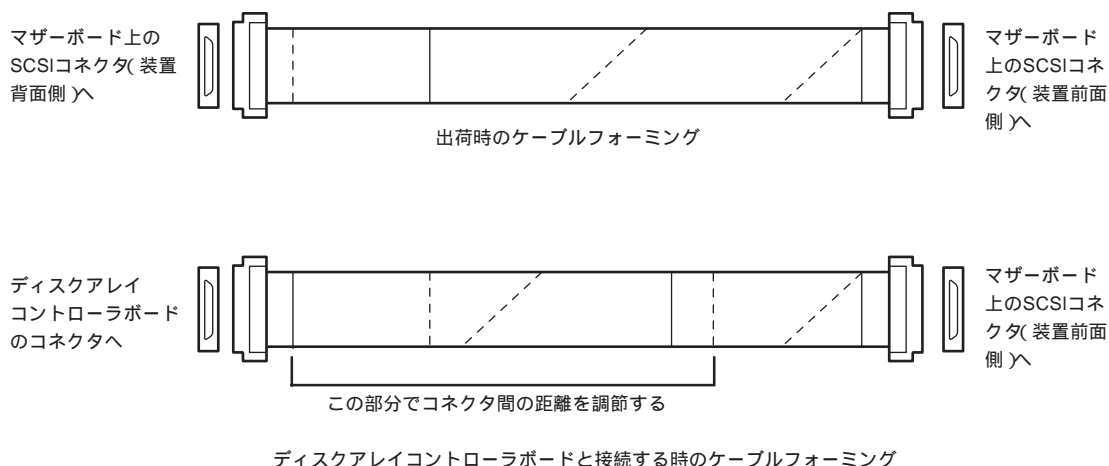 マザーボード上の
SCSIコネクタ(装置
背面側)へ
マザーボード
上のSCSIコネ
クタ(装置前面
側)へ
出荷時のケーブルフォーミング
ディスクアレイ
コントローラボード
のコネクタへ
マザーボード
上のSCSIコネ
クタ(装置前面
側)へ
この部分でコネクタ間の距離を調節する
ディスクアレイコントローラボードと接続する時のケーブルフォーミング